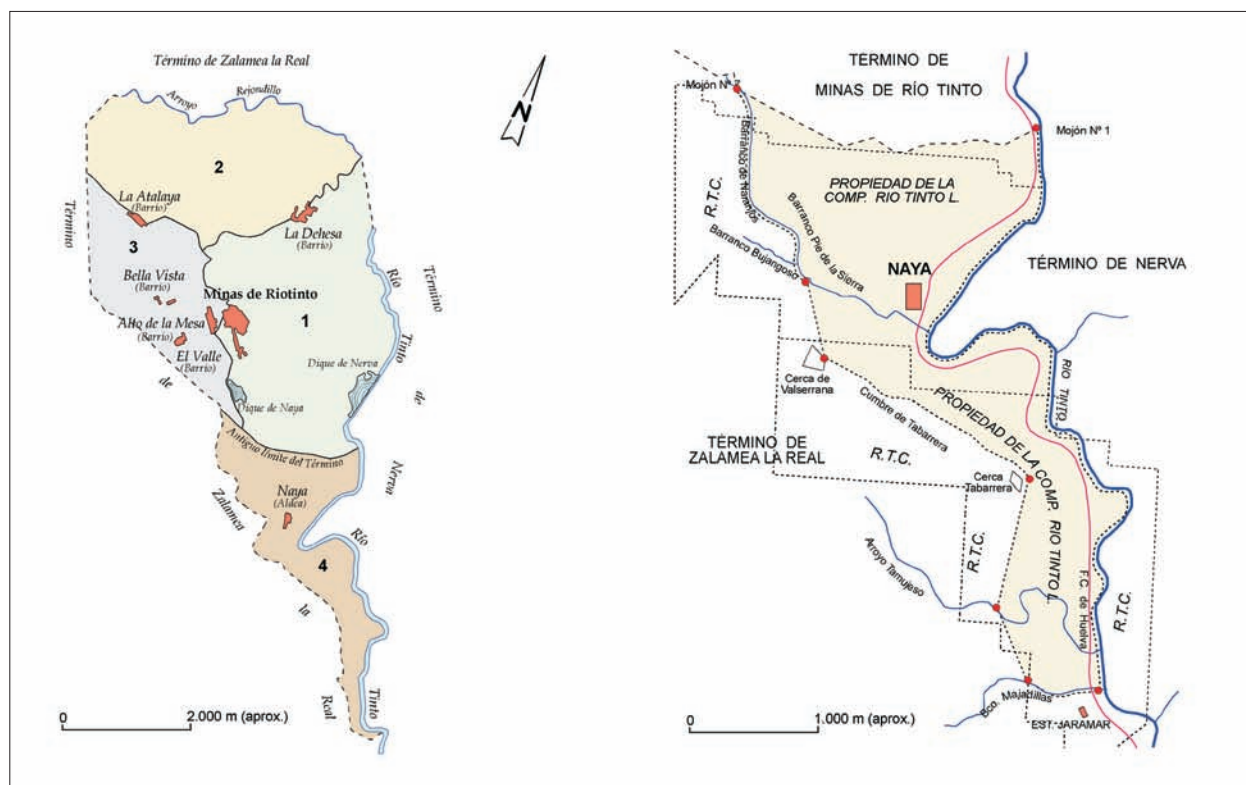 Término de Zalamea la Real
Arroyo
Rejondillo
N
2
La Atalaya
(Barrio)
La Dehesa
(Barrio)
Término
3
Bella Vista
(Barrio)
Minas de Riotinto
1
Río
Término
Alto de la Mesa
(Barrio)
El Valle
(Barrio)
de
Dique de Nerva
Tinto
de
Dique de Naya
Antiguo límite del Término
Nerva
Naya
(Aldea)
Zalamea
Río
4
la
Real
Tinto
0
2.000 m (aprox.)
TÉRMINO DE
MINAS DE RÍO TINTO
Mojón Nº 7
Mojón Nº 1
Barranco de Naranjos
R.T.C.
PROPIEDAD DE LA
COMP. RIO TINTO L.
Barranco Pie de la Sierra
Barranco Bujangoso
NAYA
TÉRMINO DE NERVA
Cerca de
Valserrana
RÍO TINTO
Cumbre de Tabarrera
PROPIEDAD DE LA COMP. RIO TINTO L.
TÉRMINO DE
ZALAMEA LA REAL
R.T.C.
Cerca
Tabarrera
Arroyo Tamujoso
R.T.C.
F.C. de Huelva
R.T.C.
Bco. Majadillas
EST. JARAMAR
0
1.000 m (aprox.)